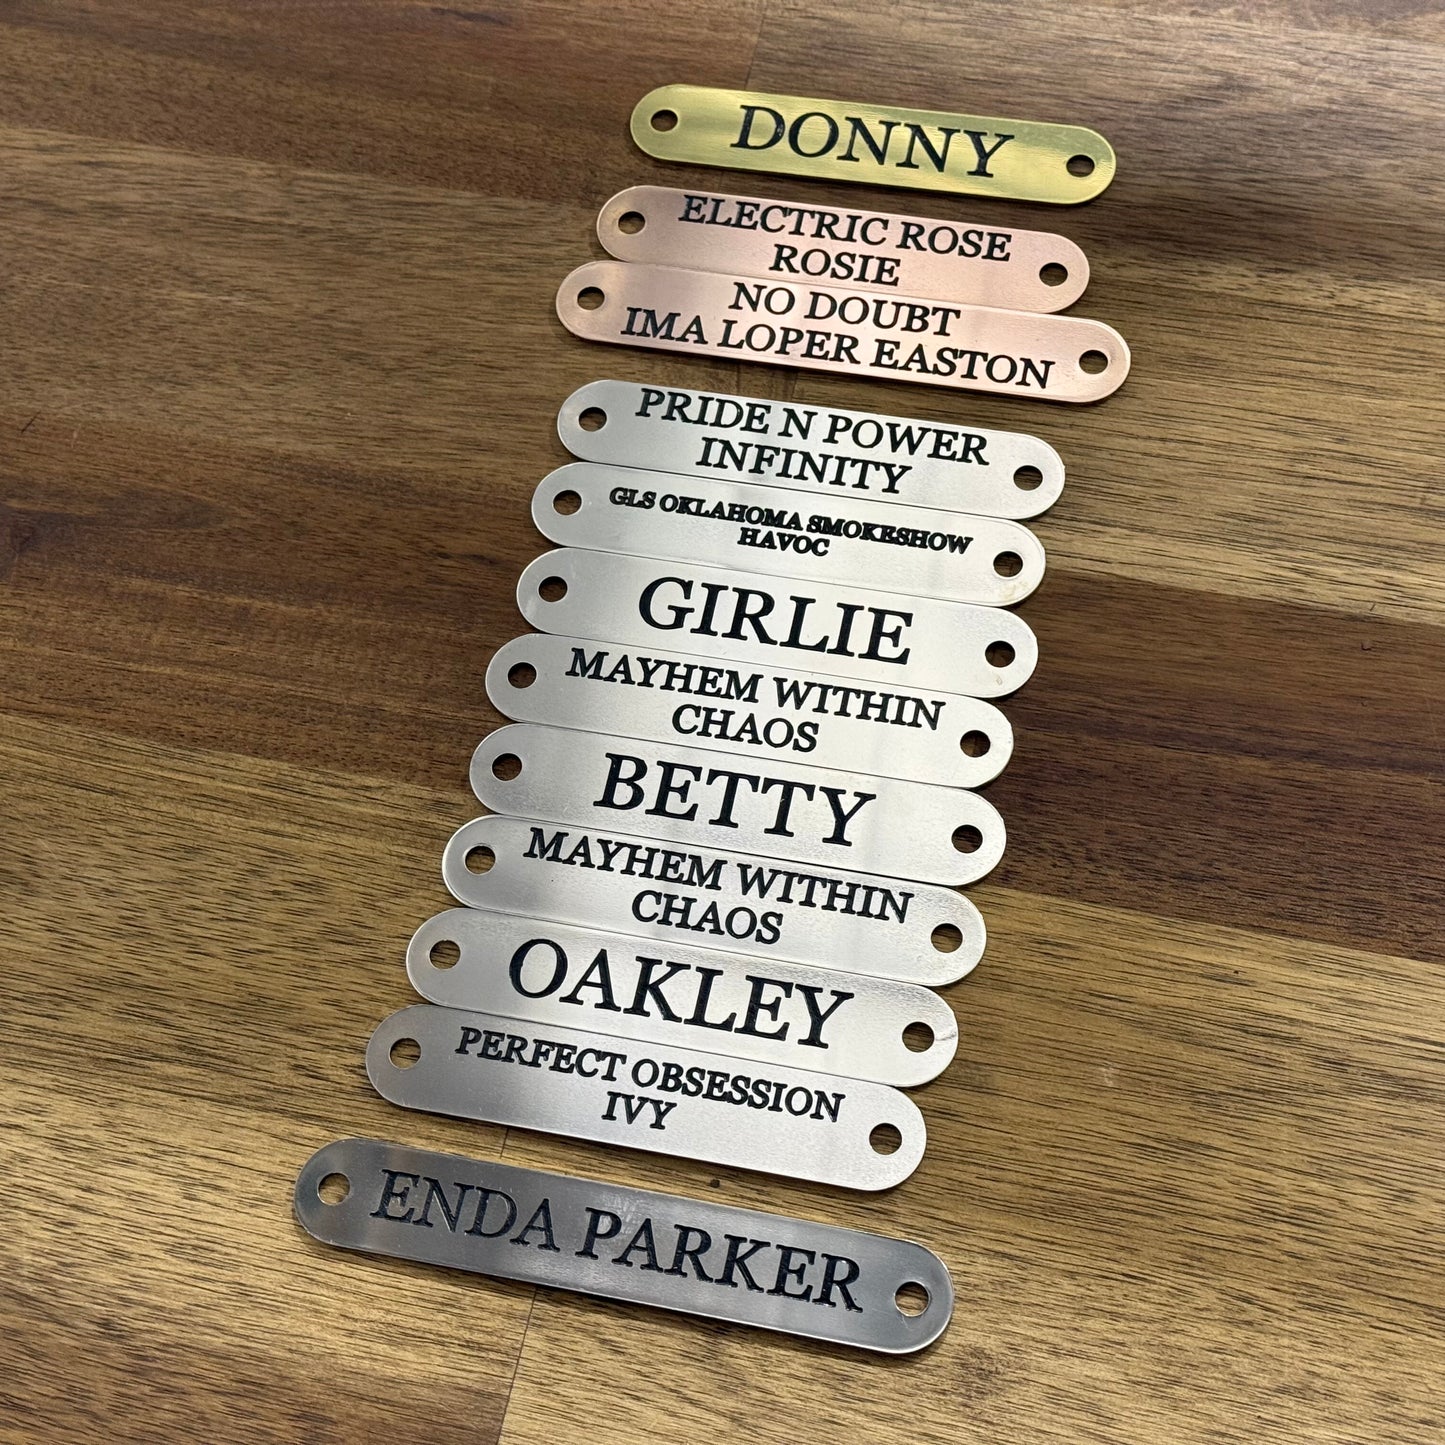 DONNY
ELECTRIC ROSE
ROSIE
NO DOUBT
IMA LOPER EASTON
PRIDE N POWER
INFINITY
GLS OKLAHOMA SMOKESHOW
HAVOC
GIRLIE
MAYHEM WITHIN
CHAOS
BETTY
MAYHEM WITHIN
CHAOS
OAKLEY
PERFECT OBSESSION
IVY
ENDA PARKER